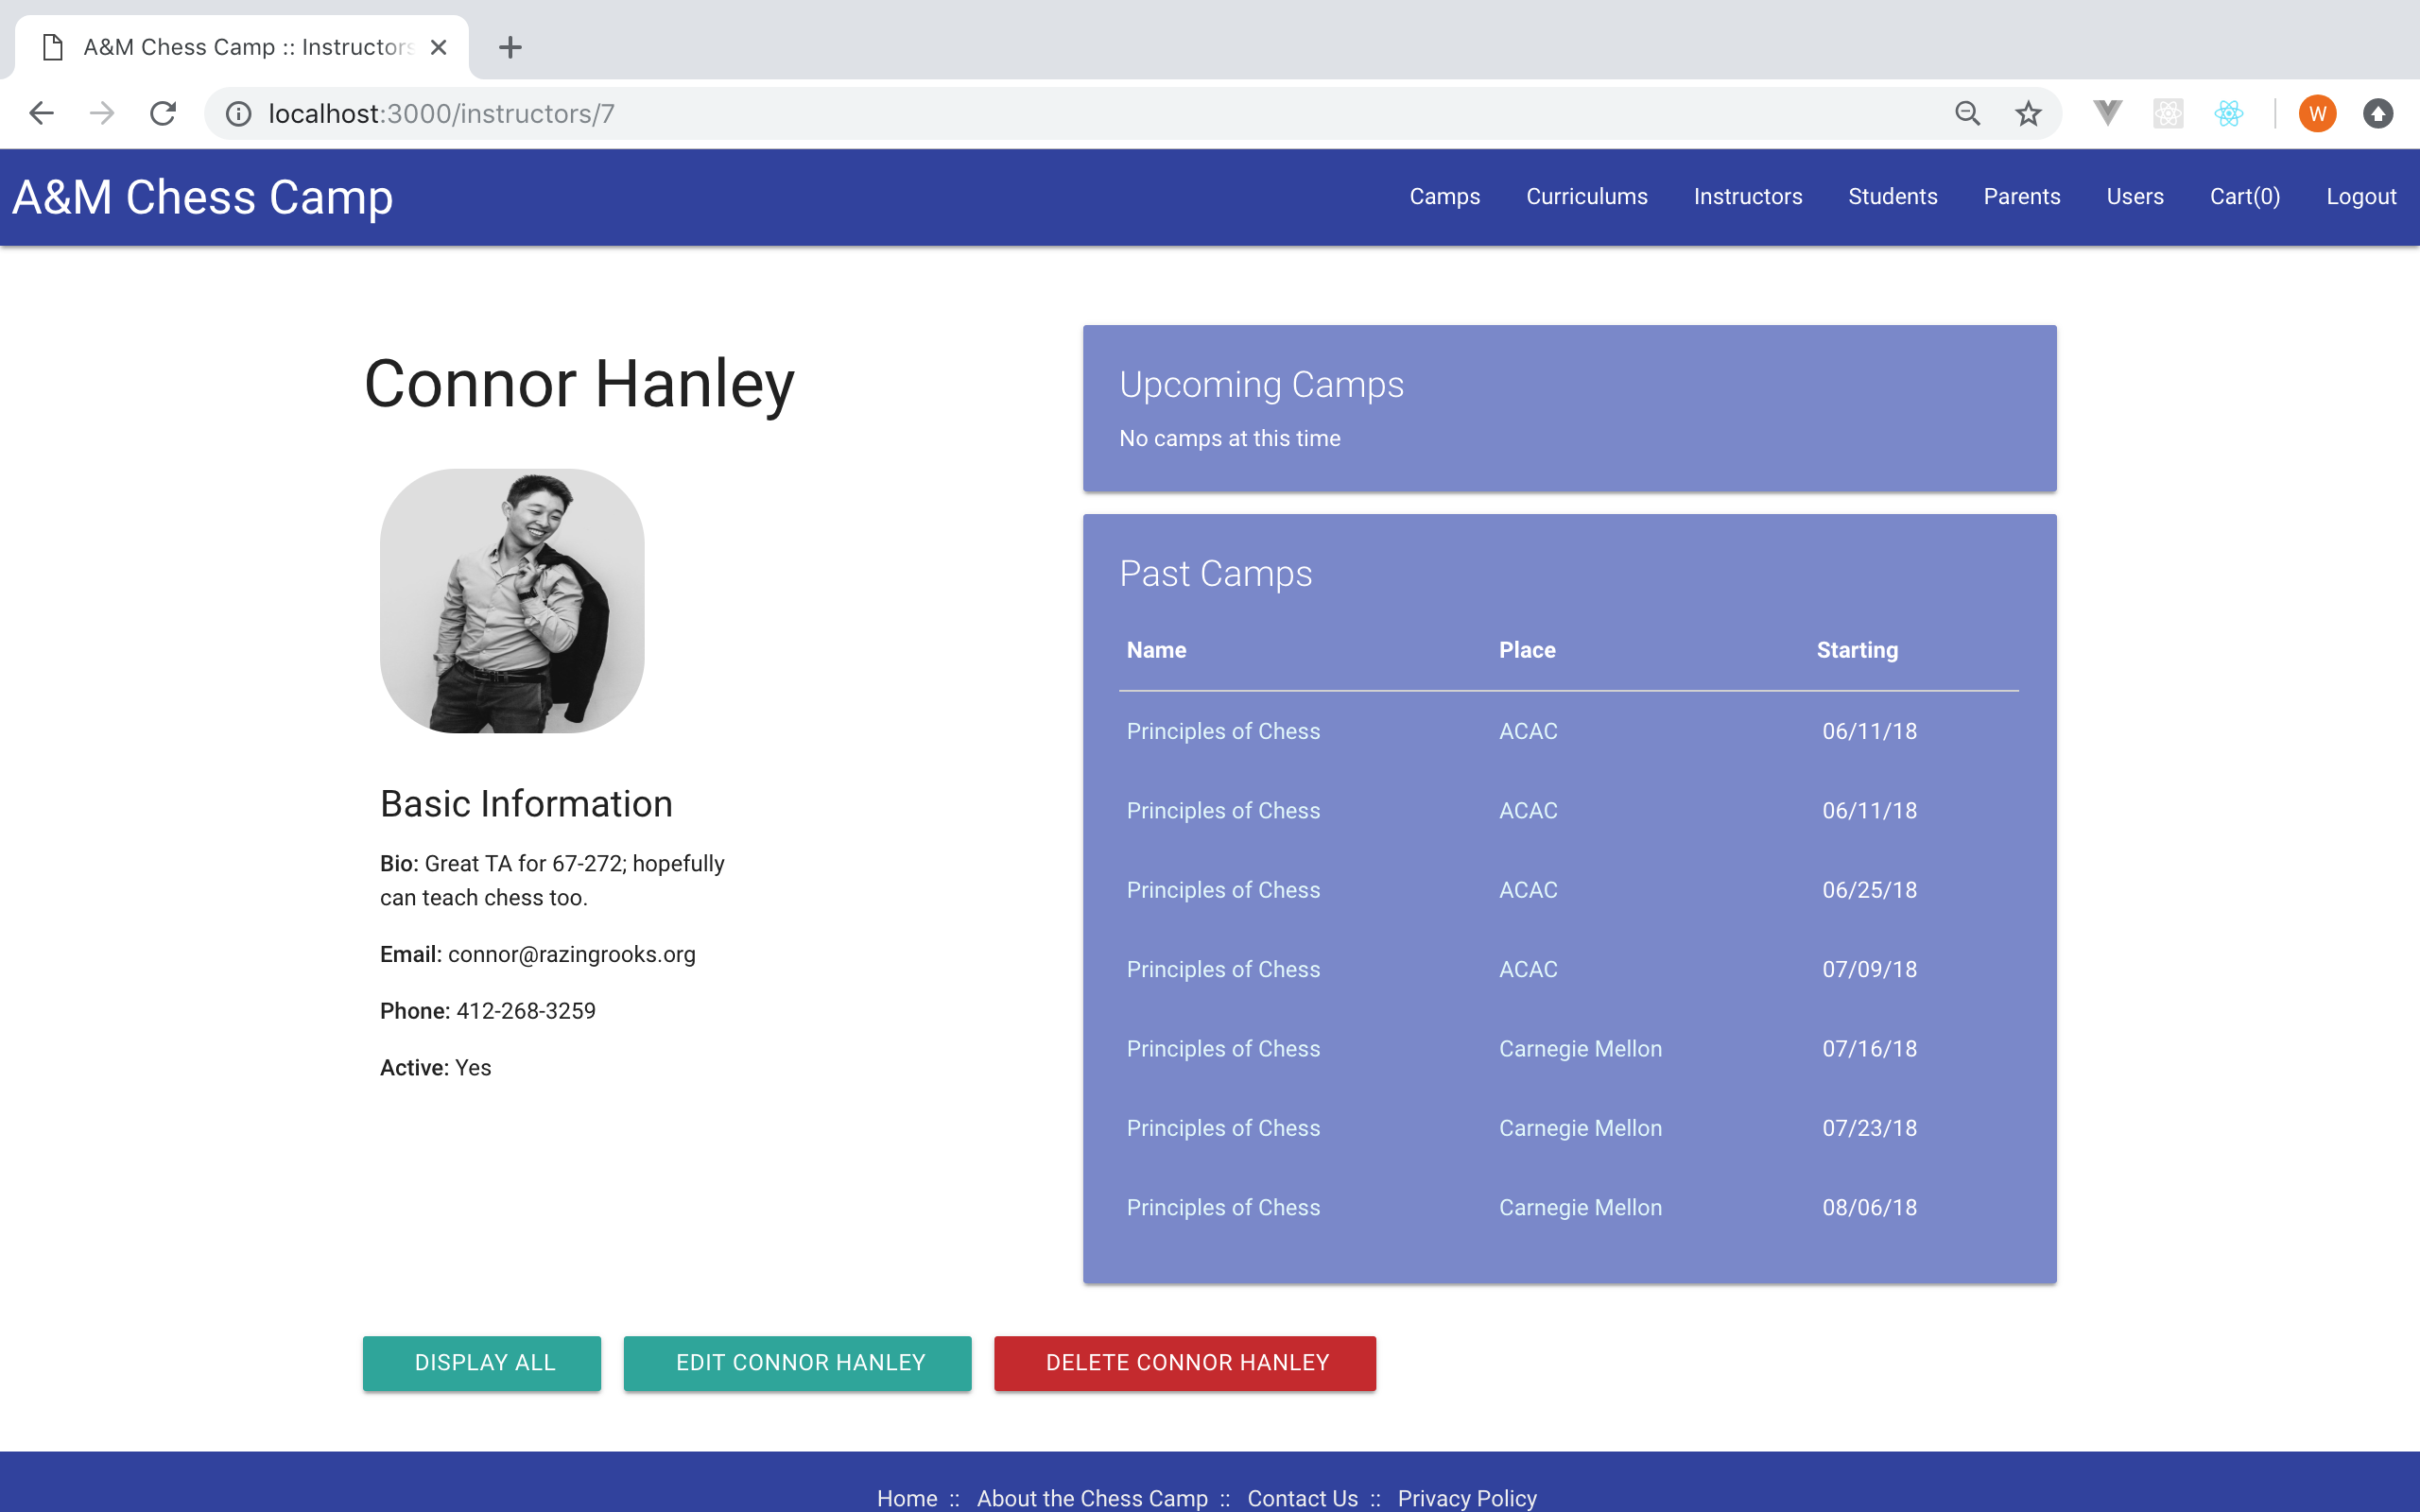 A&M Chess Camp :: Instructors
localhost:3000/instructors/7
W
A&M Chess Camp
Camps Curriculums Instructors Students Parents Users Cart(0) Logout
Connor Hanley
Basic Information
Bio: Great TA for 67-272; hopefully
can teach chess too.
Email: connor@razingrooks.org
Phone: 412-268-3259
Active: Yes
Upcoming Camps
No camps at this time
Past Camps
Name Place Starting
Principles of Chess ACAC 06/11/18
Principles of Chess ACAC 06/11/18
Principles of Chess ACAC 06/25/18
Principles of Chess ACAC 07/09/18
Principles of Chess Carnegie Mellon 07/16/18
Principles of Chess Carnegie Mellon 07/23/18
Principles of Chess Carnegie Mellon 08/06/18
DISPLAY ALL EDIT CONNOR HANLEY DELETE CONNOR HANLEY
Home :: About the Chess Camp :: Contact Us :: Privacy Policy